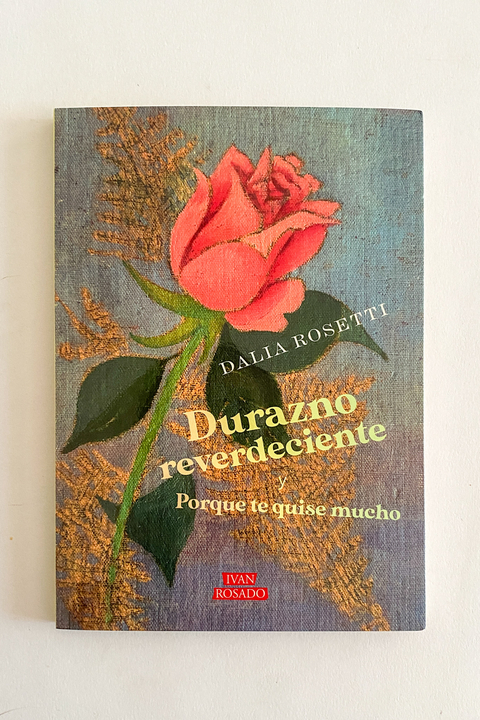 DALIA ROSETTI
Durazno
reverdeciente
y
Porque te quise mucho
IVAN
ROSADO